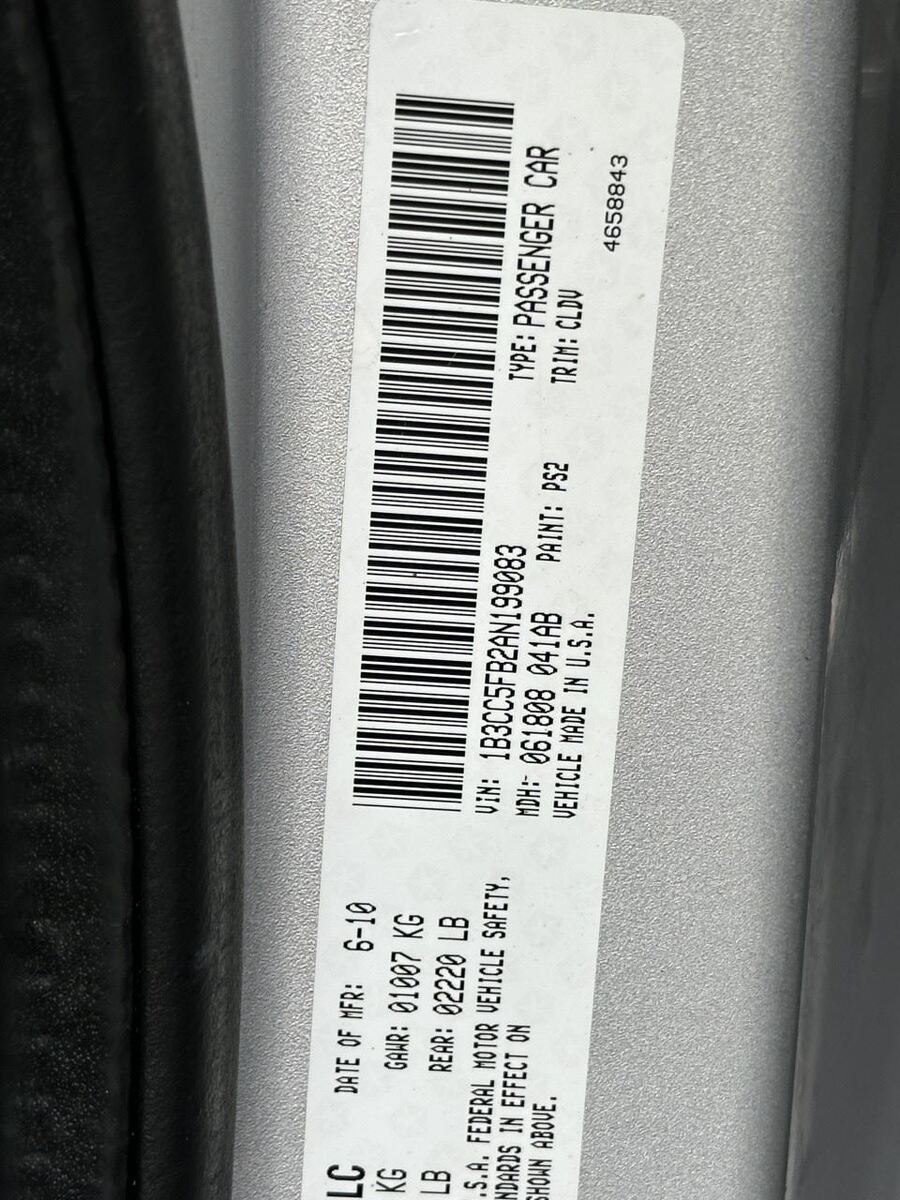 LC
DATE OF MFR: 6-10
KG
GAWR: 01007 KG
LB
REAR: 02220 LB
.S.A. FEDERAL MOTOR VEHICLE SAFETY,
NDARDS IN EFFECT ON
SHOWN ABOVE.
VIN: 1B3CC5FB2AN199083
TYPE: PASSENGER CAR
MDH: 061808 041AB
PAINT: PS2
TRIM: CLDV
VEHICLE MADE IN U.S.A.
4658843